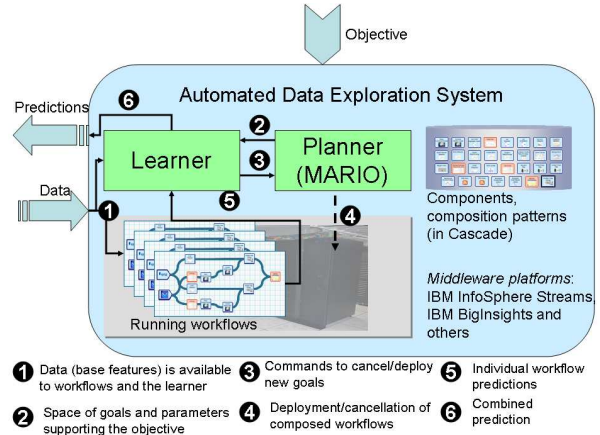 Objective
Predictions
6
Automated Data Exploration System
2
Learner
3
Planner
(MARIO)
Data
1
5
4
Components,
composition patterns
(in Cascade)
Running workflows
Middleware platforms:
IBM InfoSphere Streams,
IBM BigInsights and
others
1 Data (base features) is available
to workflows and the learner
2 Space of goals and parameters
supporting the objective
3 Commands to cancel/deploy
new goals
4 Deployment/cancellation of
composed workflows
5 Individual workflow
predictions
6 Combined
prediction